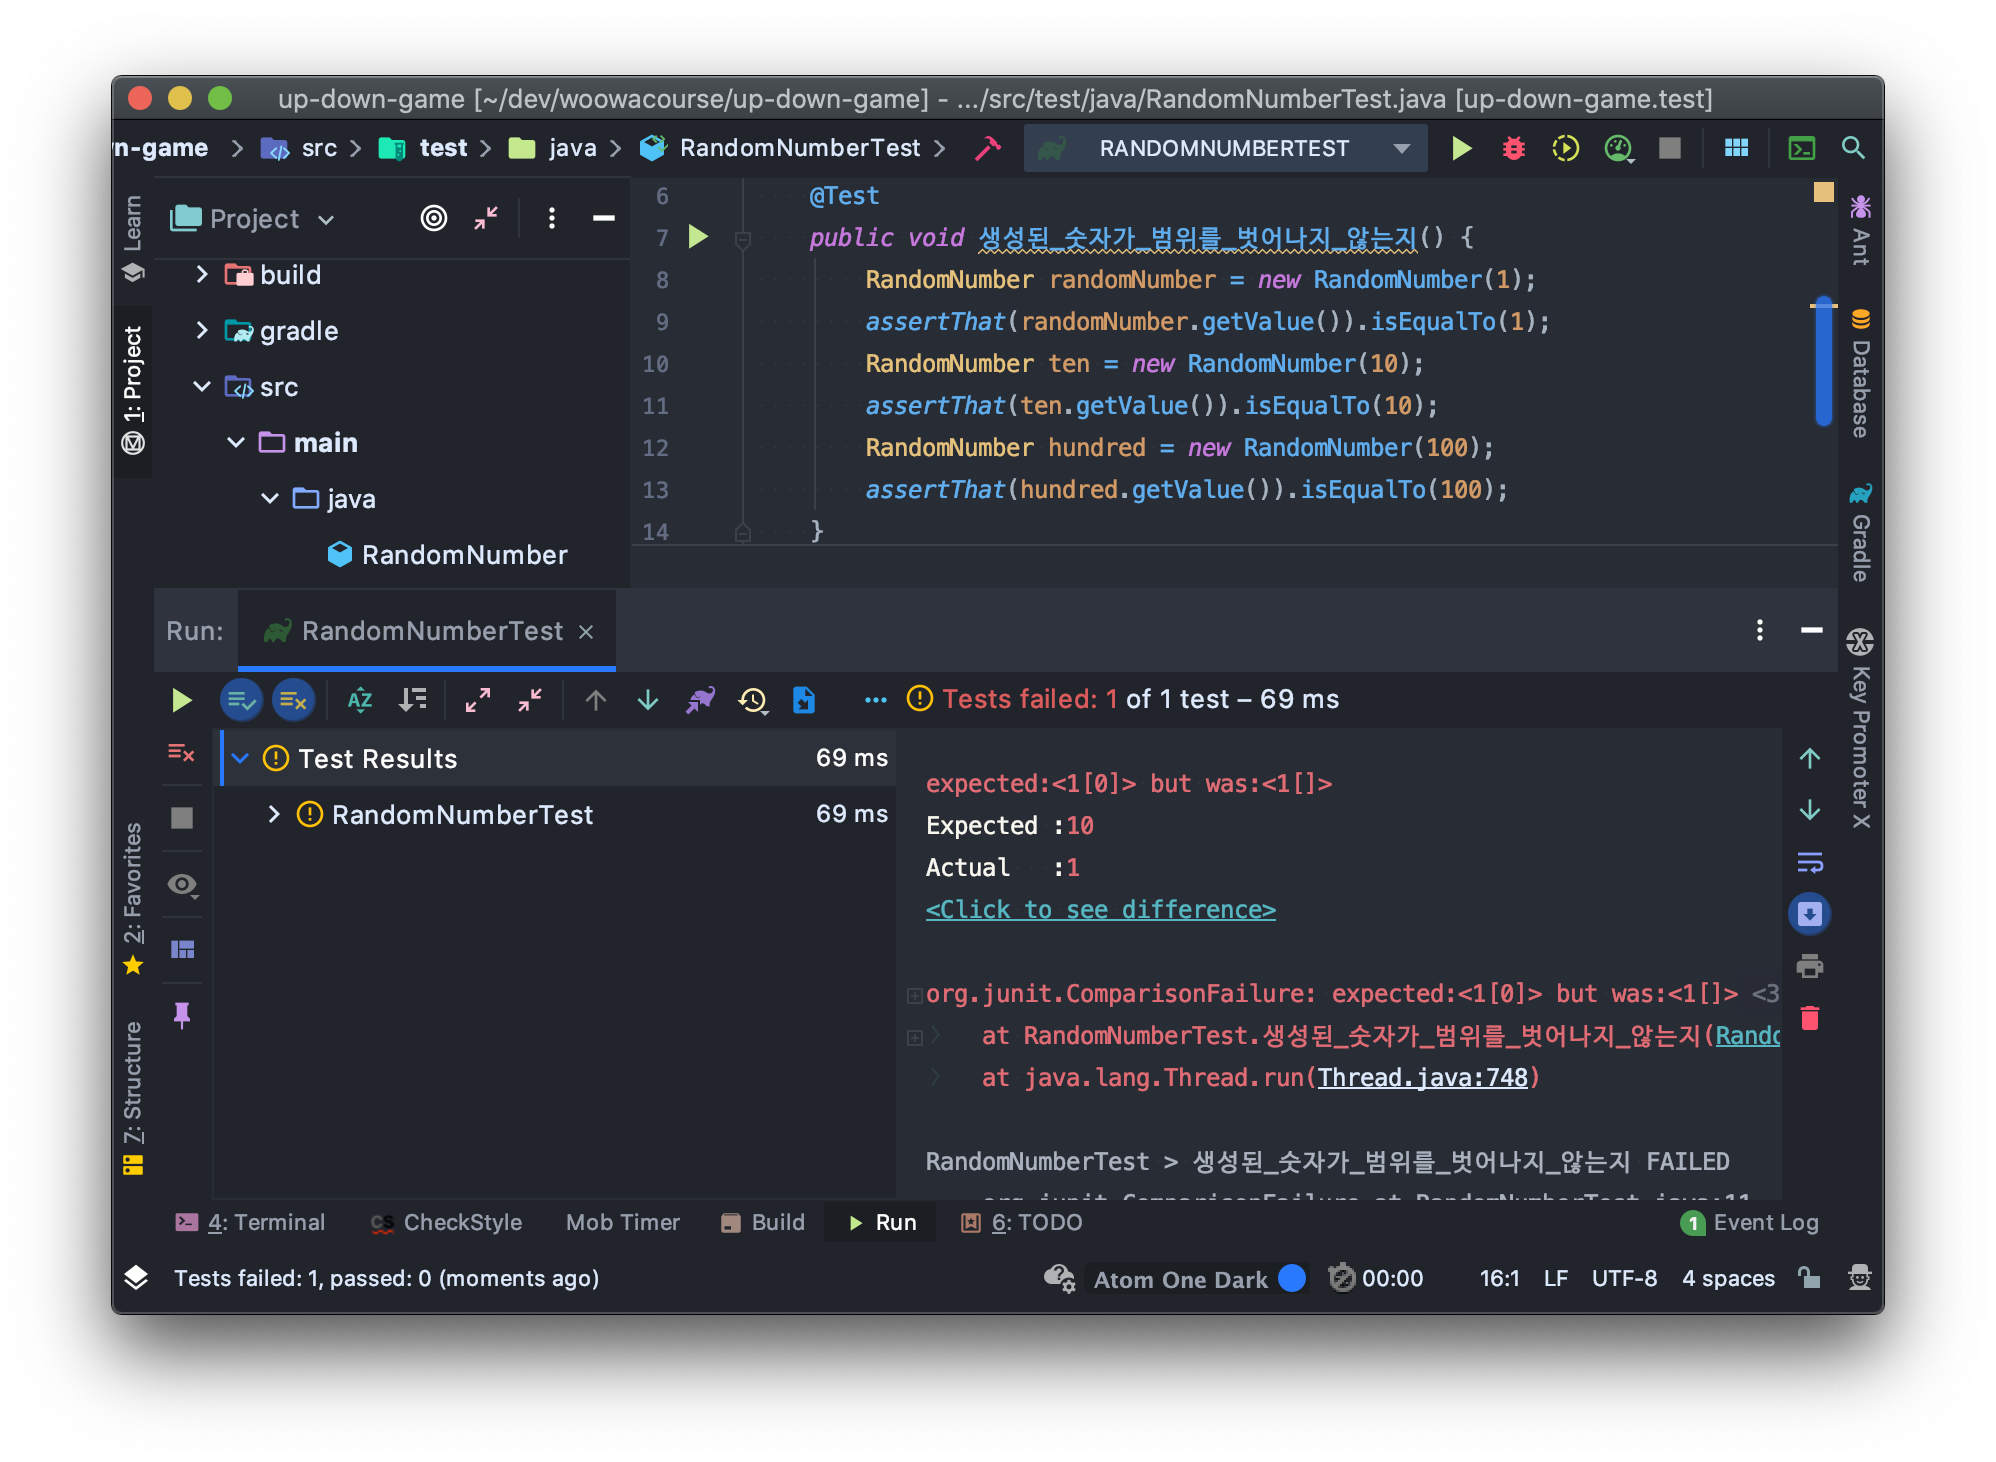 up-down-game [~/dev/woowacourse/up-down-game] - .../src/test/java/RandomNumberTest.java [up-down-game.test]
n-game src test java RandomNumberTest RANDOMNUMBERTEST
Learn
1: Project
2: Favorites
7: Structure
Project
build
gradle
src
main
java
RandomNumber
6 @Test
7 public void 생성된_숫자가_범위를_벗어나지_않는지() {
8 RandomNumber randomNumber = new RandomNumber(1);
9 assertThat(randomNumber.getValue()).isEqualTo(1);
10 RandomNumber ten = new RandomNumber(10);
11 assertThat(ten.getValue()).isEqualTo(10);
12 RandomNumber hundred = new RandomNumber(100);
13 assertThat(hundred.getValue()).isEqualTo(100);
14 }
Ant
Database
Gradle
Key Promoter X
Run: RandomNumberTest
Tests failed: 1 of 1 test – 69 ms
Test Results 69 ms
RandomNumberTest 69 ms
expected:<1[0]> but was:<1[]>
Expected :10
Actual :1
<Click to see difference>
org.junit.ComparisonFailure: expected:<1[0]> but was:<1[]> <3
at RandomNumberTest.생성된_숫자가_범위를_벗어나지_않는지(Rando
at java.lang.Thread.run(Thread.java:748)
RandomNumberTest > 생성된_숫자가_범위를_벗어나지_않는지 FAILED
org.junit.ComparisonFailure at RandomNumberTest.java:11
4: Terminal CS CheckStyle Mob Timer Build Run 6: TODO 1 Event Log
Tests failed: 1, passed: 0 (moments ago) Atom One Dark 00:00 16:1 LF UTF-8 4 spaces